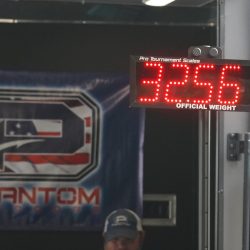 Pro Tournament Scales
32.56
OFFICIAL WEIGHT
PHANTOM